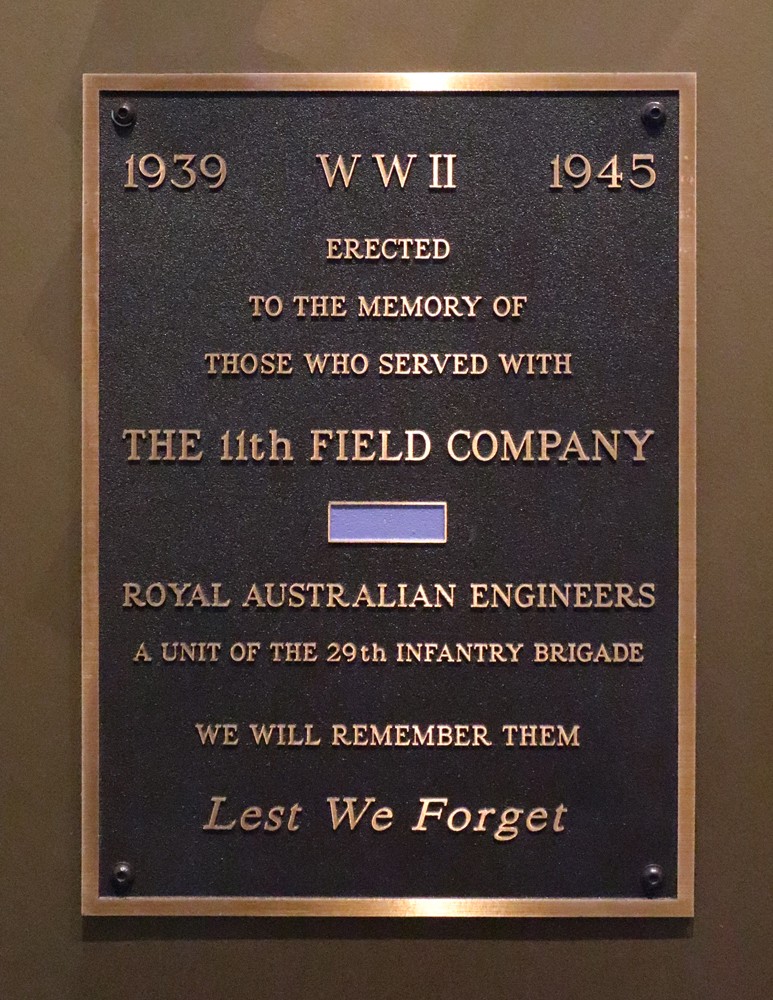 1939 WWII 1945
ERECTED
TO THE MEMORY OF
THOSE WHO SERVED WITH
THE 11th FIELD COMPANY
ROYAL AUSTRALIAN ENGINEERS
A UNIT OF THE 29th INFANTRY BRIGADE
WE WILL REMEMBER THEM
Lest We Forget